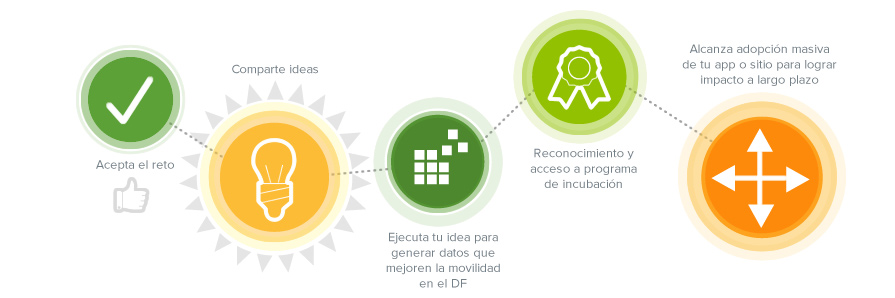 Acepta el reto
Comparte ideas
Ejecuta tu idea para
generar datos que
mejoren la movilidad
en el DF
Reconocimiento y
acceso a programa
de incubación
Alcanza adopción masiva
de tu app o sitio para lograr
impacto a largo plazo